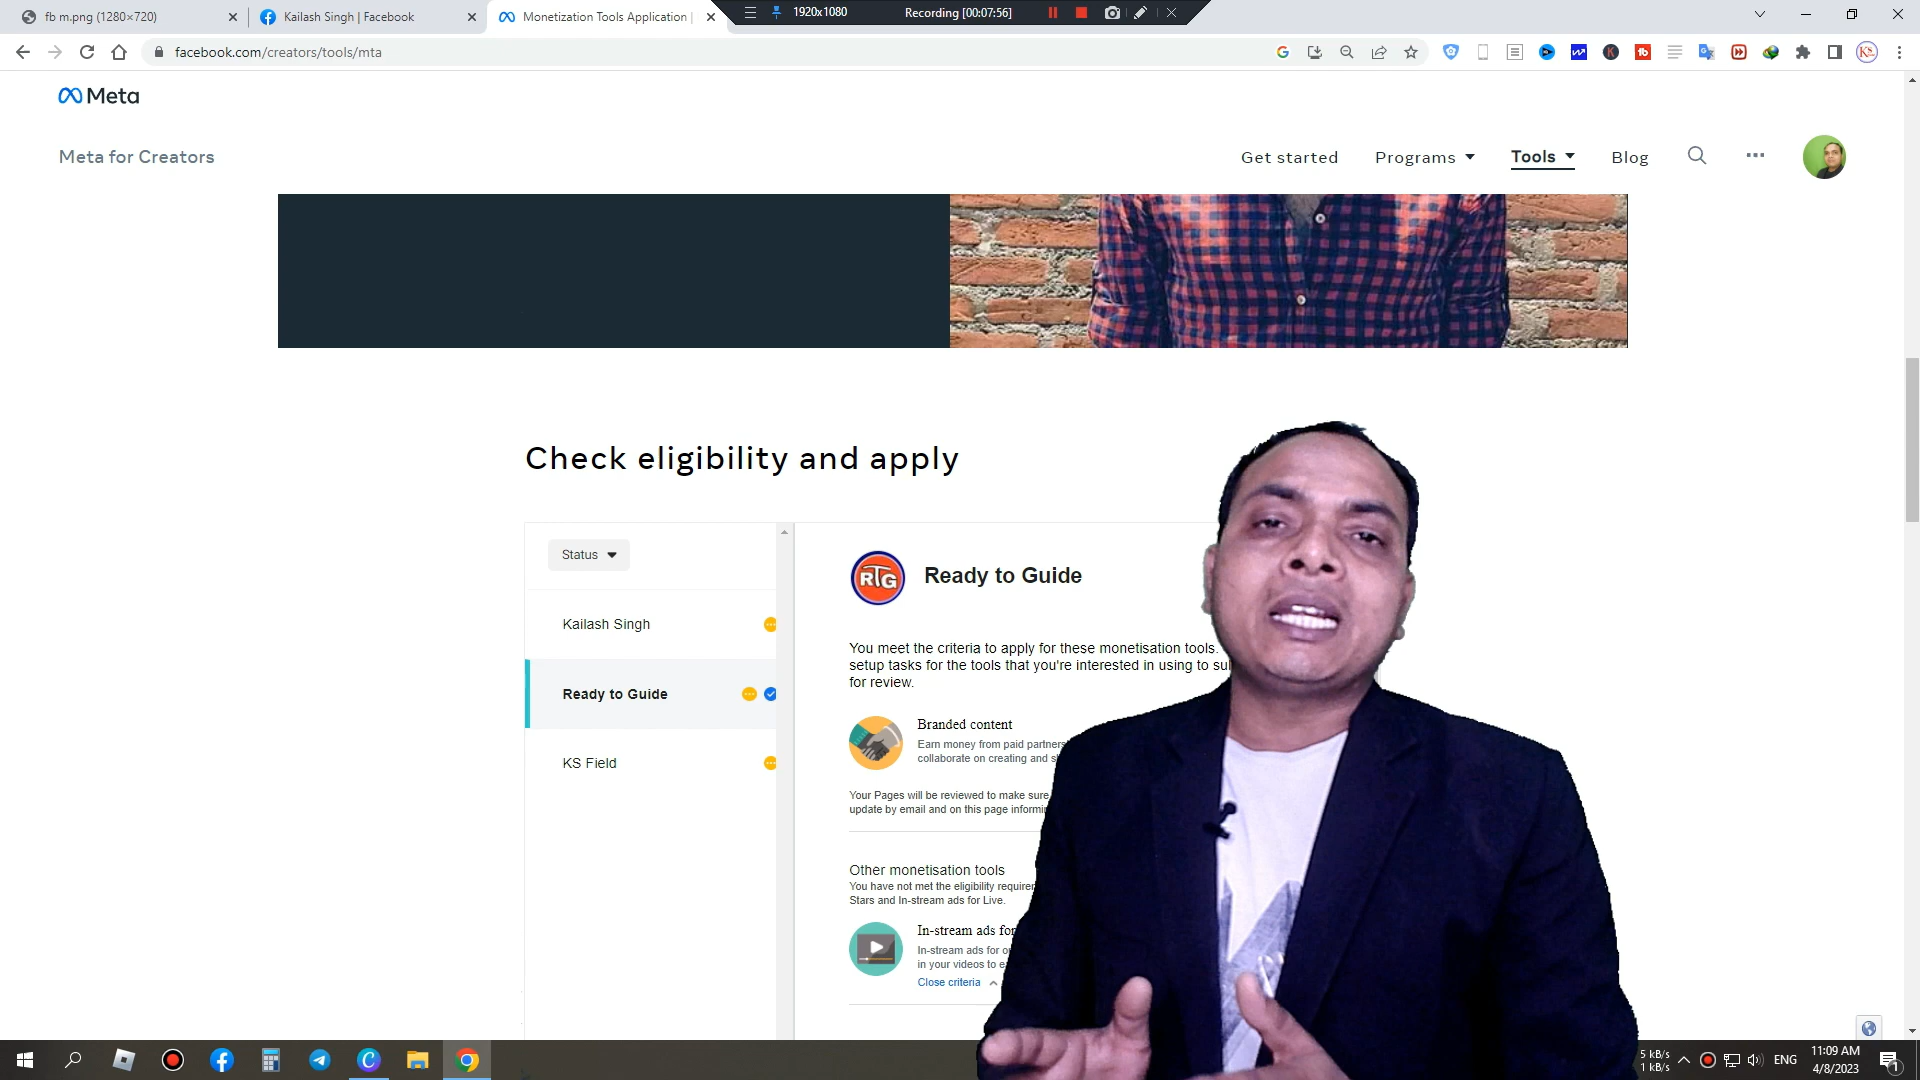 fb m.png (1280×720)
Kailash Singh | Facebook
Monetization Tools Application |
1920x1080
Recording [00:07:56]
facebook.com/creators/tools/mta
Meta
Meta for Creators
Get started
Programs
Tools
Blog
Check eligibility and apply
Status
Kailash Singh
Ready to Guide
KS Field
RTG
Ready to Guide
You meet the criteria to apply for these monetisation tools.
setup tasks for the tools that you're interested in using to
for review.
Branded content
Earn money from paid
collaborate on creating and
Your Pages will be reviewed to make sure
update by email and on this page
Other monetisation tools
You have not met the eligibility
Stars and In-stream ads for Live.
In-stream ads for
In-stream ads for
in your videos to
Close criteria
5 kB/s
1 kB/s
ENG
11:09 AM
4/8/2023
1